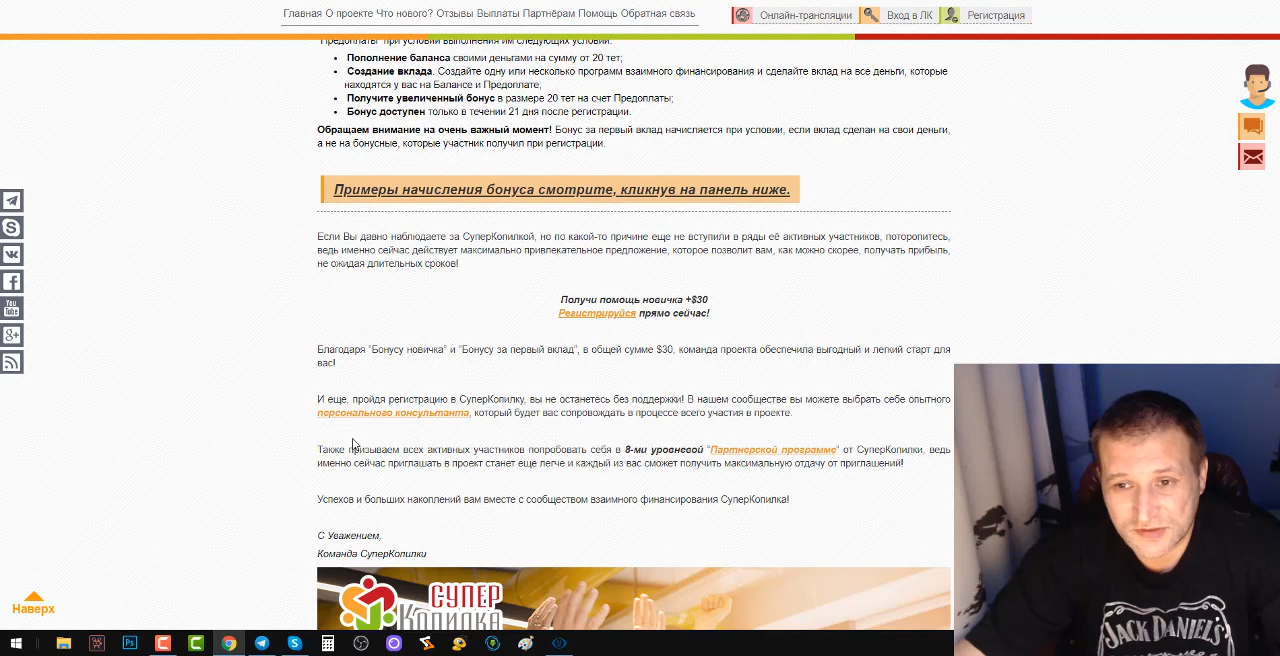 Главная О проекте Что нового? Отзывы Выплаты Партнёрам Помощь Обратная связь
Онлайн-трансляции
Вход в ЛК
Регистрация
"Предоплаты" при условии выполнения им следующих условий:
• Пополнение баланса своими деньгами на сумму от 20 тет;
• Создание вклада. Создайте одну или несколько программ взаимного финансирования и сделайте вклад на все деньги, которые
находятся у вас на Балансе и Предоплате;
• Получите увеличенный бонус в размере 20 тет на счет Предоплаты;
• Бонус доступен только в течении 21 дня после регистрации.
Обращаем внимание на очень важный момент! Бонус за первый вклад начисляется при условии, если вклад сделан на свои деньги,
а не на бонусные, которые участник получил при регистрации.
Примеры начисления бонуса смотрите, кликнув на панель ниже.
Если Вы давно наблюдаете за СуперКопилкой, но по какой-то причине еще не вступили в ряды её активных участников, поторопитесь,
ведь именно сейчас действует максимально привлекательное предложение, которое позволит вам, как можно скорее, получать прибыль,
не ожидая длительных сроков!
Получи помощь новичка +$30
Регистрируйся прямо сейчас!
Благодаря "Бонусу новичка" и "Бонусу за первый вклад", в общей сумме $30, команда проекта обеспечила выгодный и легкий старт для
вас!
И еще, пройдя регистрацию в СуперКопилку, вы не останетесь без поддержки! В нашем сообществе вы можете выбрать себе опытного
персонального консультанта, который будет вас сопровождать в процессе всего участия в проекте.
Также призываем всех активных участников попробовать себя в 8-ми уровневой "Партнерской программе" от СуперКопилки, ведь
именно сейчас приглашать в проект станет еще легче и каждый из вас сможет получить максимальную отдачу от приглашений!
Успехов и больших накоплений вам вместе с сообществом взаимного финансирования СуперКопилка!
С Уважением,
Команда СуперКопилки
СУПЕР
Копилка
Наверх
You
Tube
g+
Ps
JACK DANIEL'S